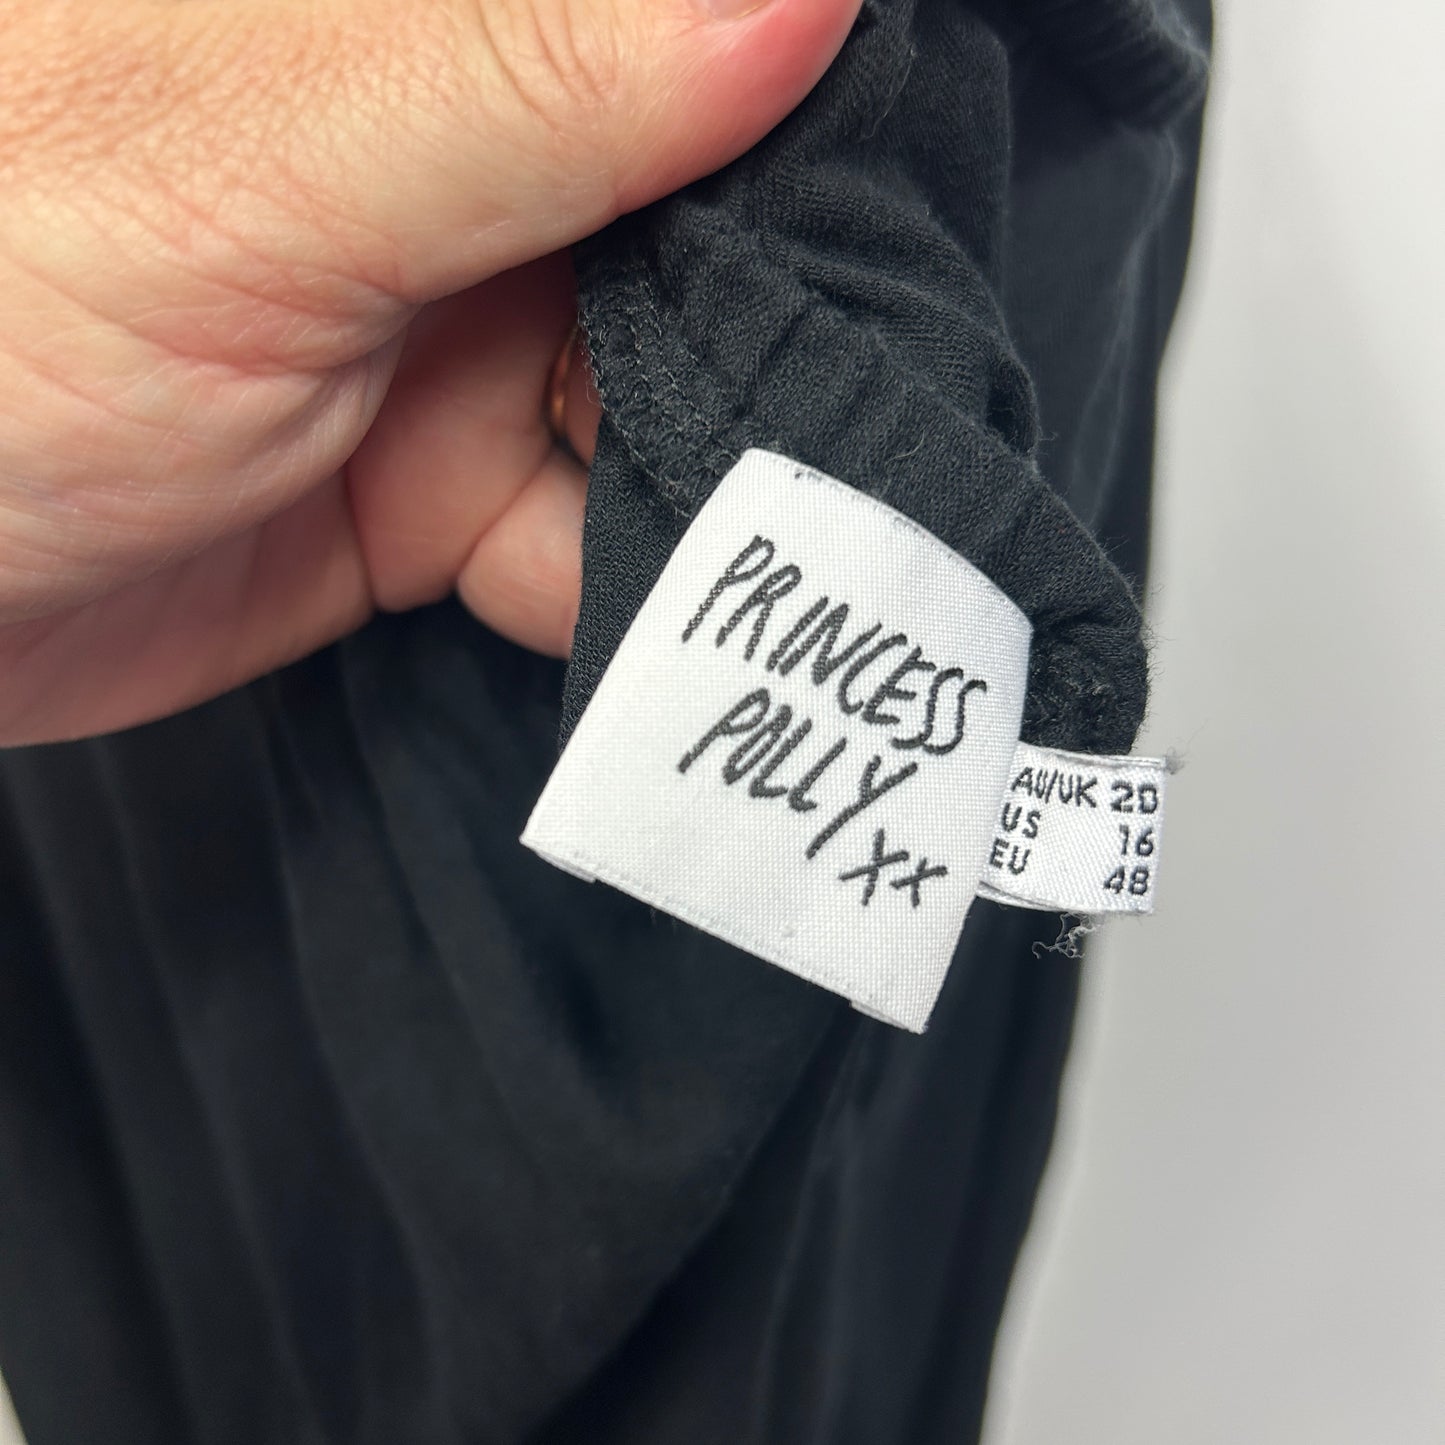 PRINCESS
POLLY
xx
AU/UK 20
US 16
EU 48